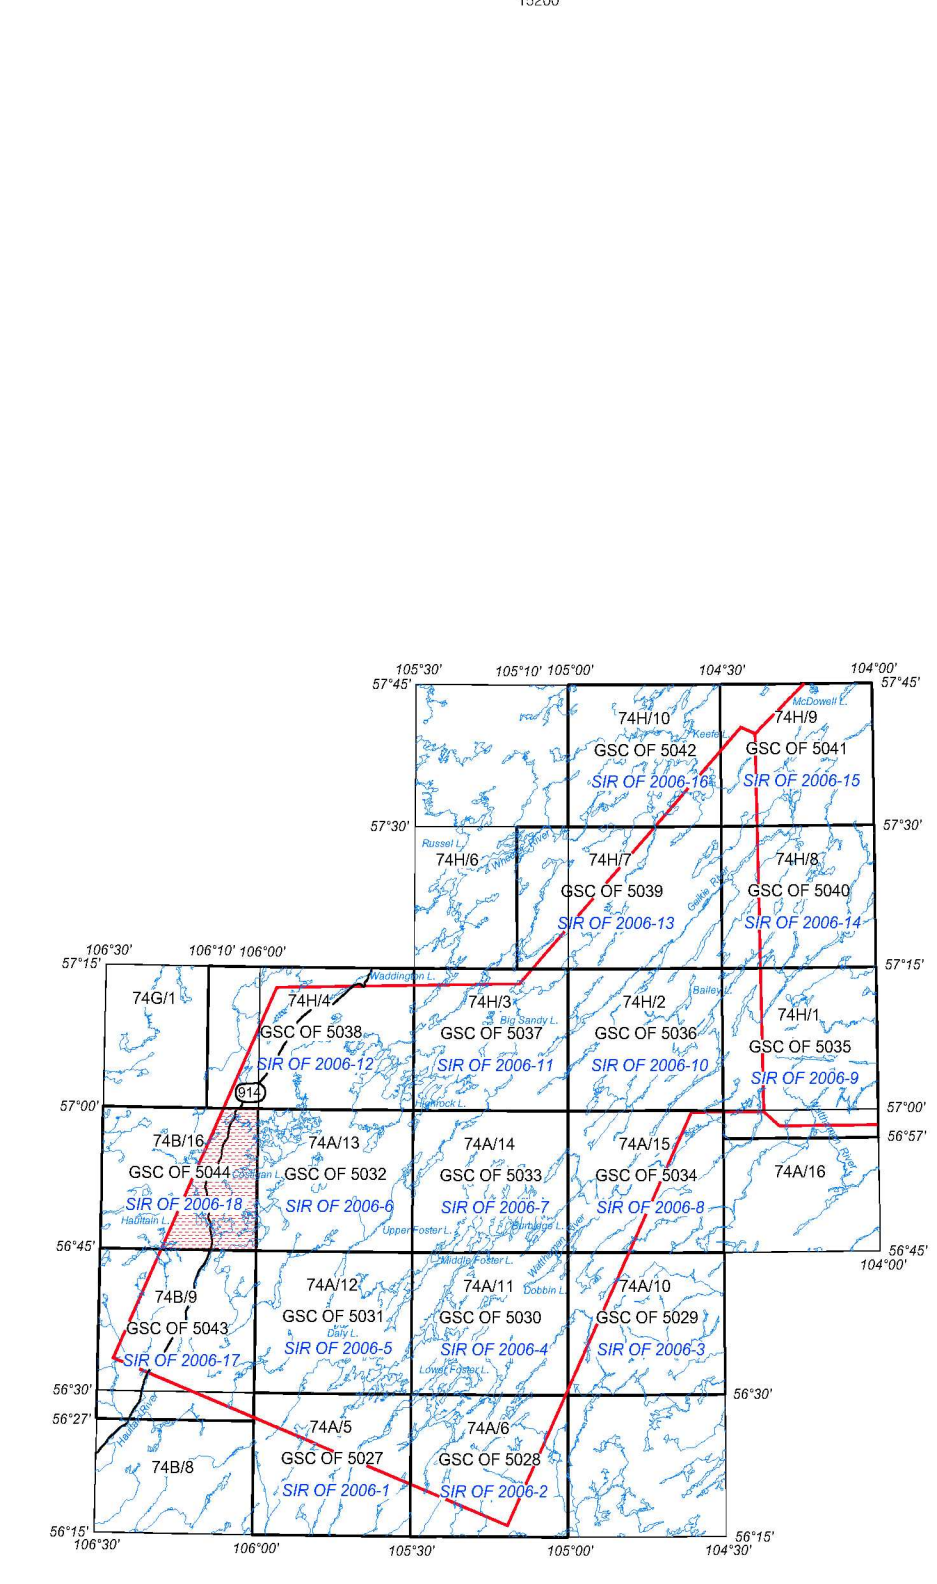 15200
105°30'
105°10'
105°00'
104°30'
104°00'
57°45'
57°45'
McDowell L.
74H/10
74H/9
Keefe L.
GSC OF 5042
GSC OF 5041
SIR OF 2006-16
SIR OF 2006-15
57°30'
57°30'
Russel L.
Wheeler River
74H/6
74H/7
74H/8
GSC OF 5039
GSC OF 5040
SIR OF 2006-13
SIR OF 2006-14
106°30'
106°10'
106°00'
57°15'
57°15'
Waddington L.
Bailey L.
74G/1
74H/4
74H/3
74H/2
74H/1
Big Sandy L.
GSC OF 5038
GSC OF 5037
GSC OF 5036
GSC OF 5035
SIR OF 2006-12
SIR OF 2006-11
SIR OF 2006-10
SIR OF 2006-9
914
Highrock L.
57°00'
57°00'
56°57'
74B/16
74A/13
74A/14
74A/15
74A/16
GSC OF 5044
GSC OF 5032
GSC OF 5033
GSC OF 5034
SIR OF 2006-18
SIR OF 2006-6
SIR OF 2006-7
SIR OF 2006-8
Haultain L.
Upper Foster L.
56°45'
56°45'
104°00'
Middle Foster L.
74B/9
74A/12
74A/11
74A/10
Dobbin L.
GSC OF 5043
GSC OF 5031
GSC OF 5030
GSC OF 5029
Daly L.
SIR OF 2006-17
SIR OF 2006-5
SIR OF 2006-4
SIR OF 2006-3
Lower Foster L.
56°30'
56°30'
56°27'
Haultain River
74A/5
74A/6
GSC OF 5027
GSC OF 5028
74B/8
SIR OF 2006-1
SIR OF 2006-2
56°15'
56°15'
106°30'
106°00'
105°30'
105°00'
104°30'